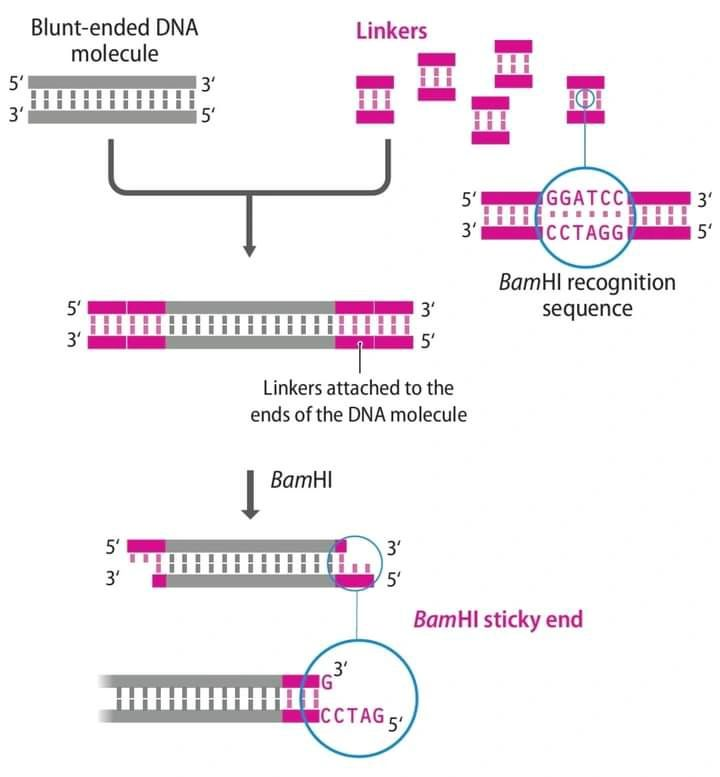 Blunt-ended DNA
molecule
Linkers
5′ 3′
3′ 5′
5′ GGATCC 3′
3′ CCTAGG 5′
BamHI recognition
sequence
5′ 3′
3′ 5′
Linkers attached to the
ends of the DNA molecule
BamHI
5′ 3′
3′ 5′
BamHI sticky end
G 3′
CCTAG 5′